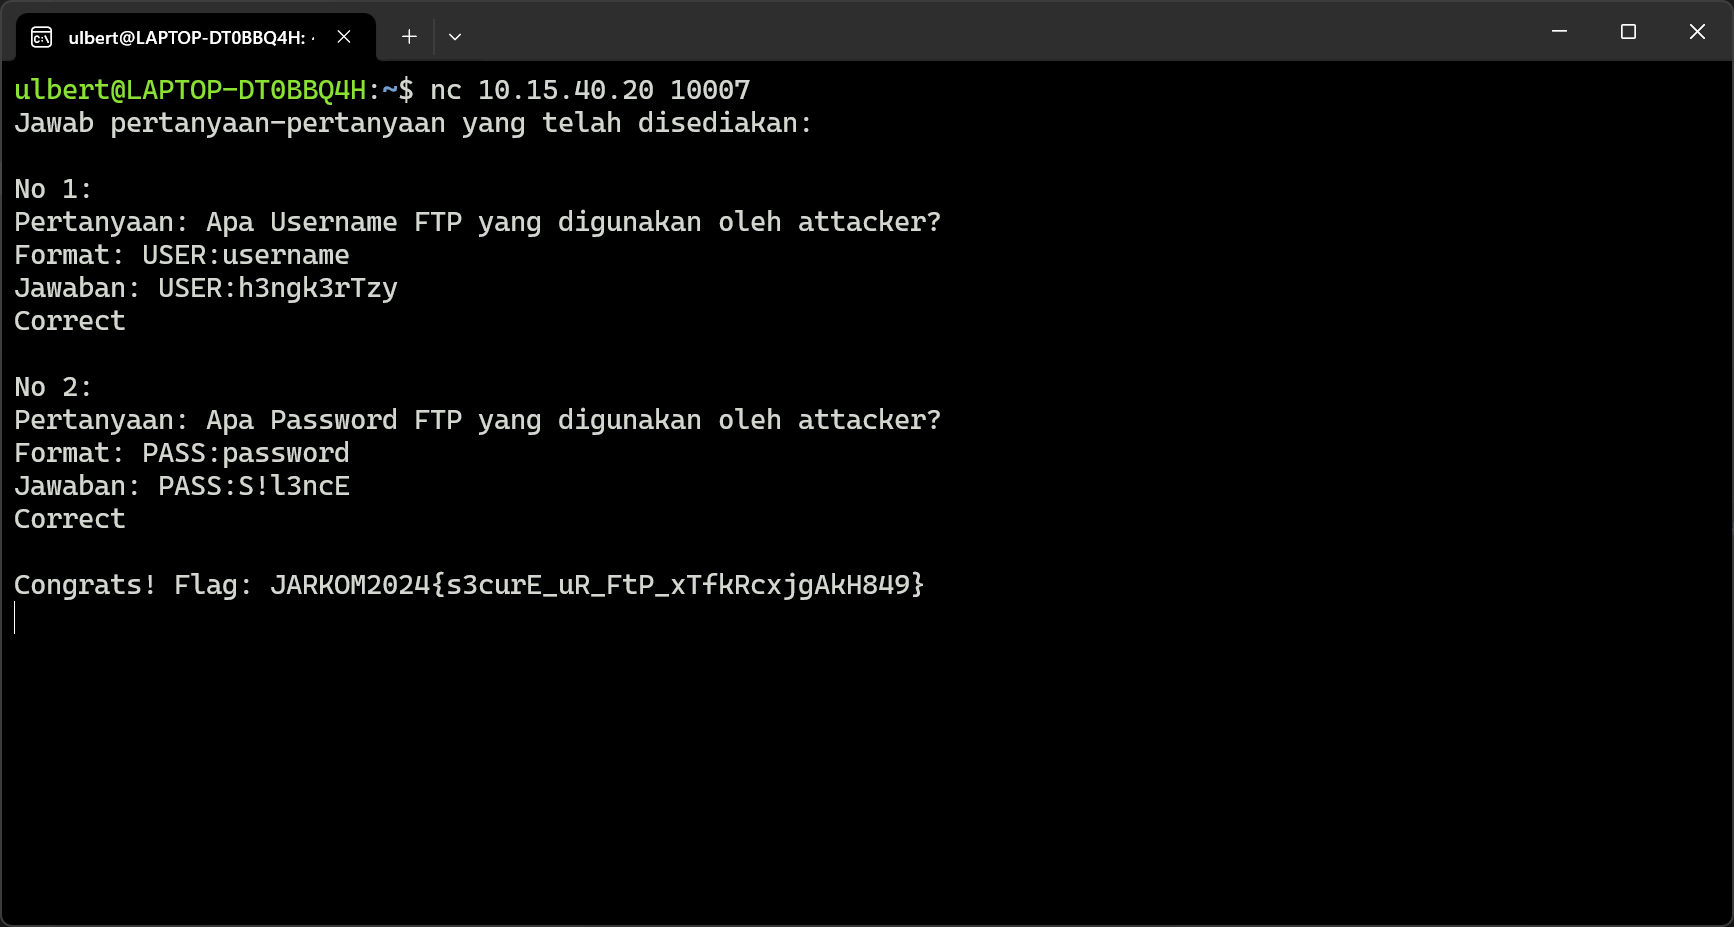 ulbert@LAPTOP-DT0BBQ4H: ~
ulbert@LAPTOP-DT0BBQ4H:~$ nc 10.15.40.20 10007
Jawab pertanyaan-pertanyaan yang telah disediakan:
No 1:
Pertanyaan: Apa Username FTP yang digunakan oleh attacker?
Format: USER:username
Jawaban: USER:h3ngk3rTzy
Correct
No 2:
Pertanyaan: Apa Password FTP yang digunakan oleh attacker?
Format: PASS:password
Jawaban: PASS:S!l3ncE
Correct
Congrats! Flag: JARKOM2024{s3curE_uR_FtP_xTfkRcxjgAkH849}